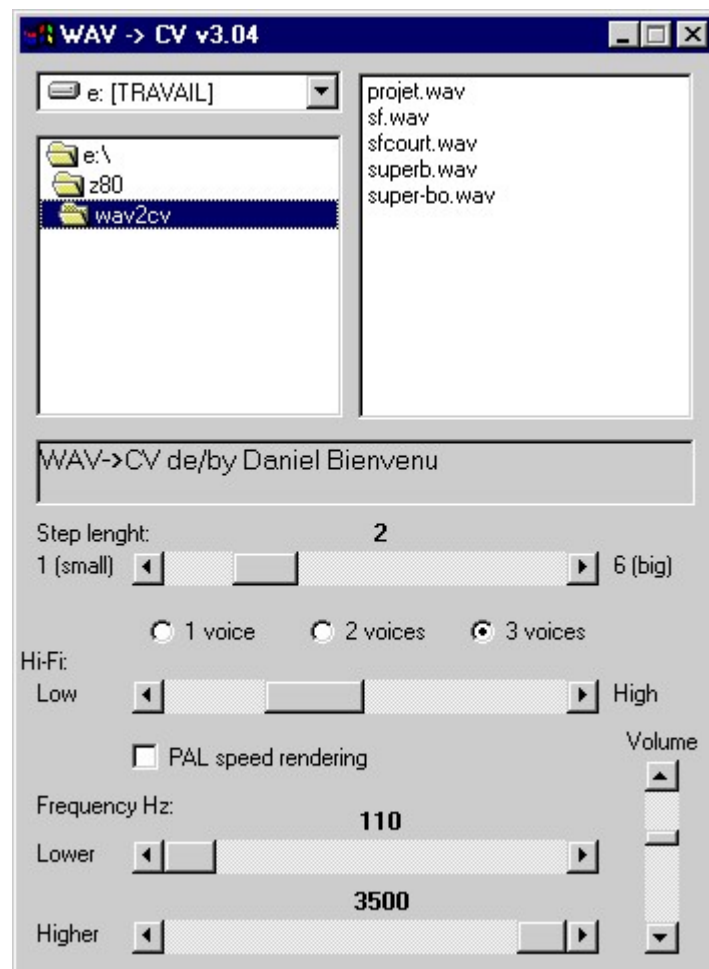 WAV -> CV v3.04
e: [TRAVAIL]
e:\
z80
wav2cv
projet.wav
sf.wav
sfcourt.wav
superb.wav
super-bo.wav
WAV->CV de/by Daniel Bienvenu
Step lenght:
2
1 (small)
6 (big)
1 voice
2 voices
3 voices
Hi-Fi:
Low
High
PAL speed rendering
Volume
Frequency Hz:
110
Lower
3500
Higher